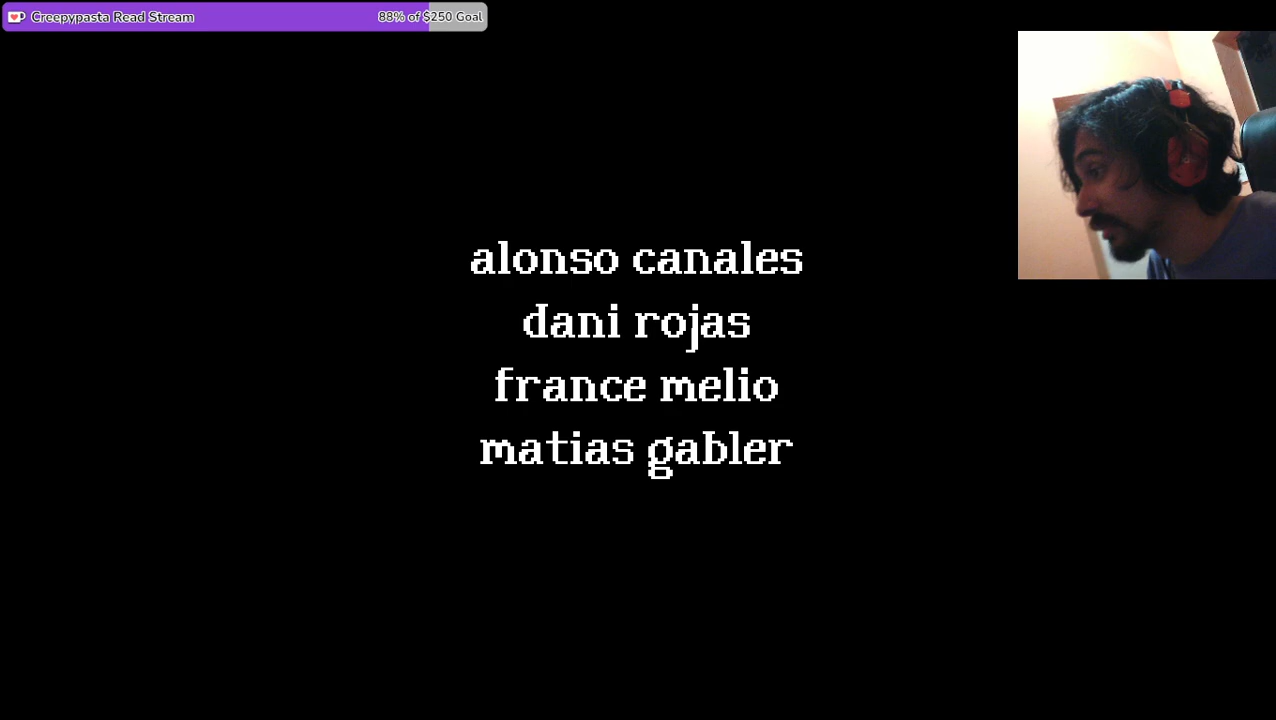 Creepypasta Read Stream 88% of $250 Goal
alonso canales
dani rojas
france melio
matias gabler